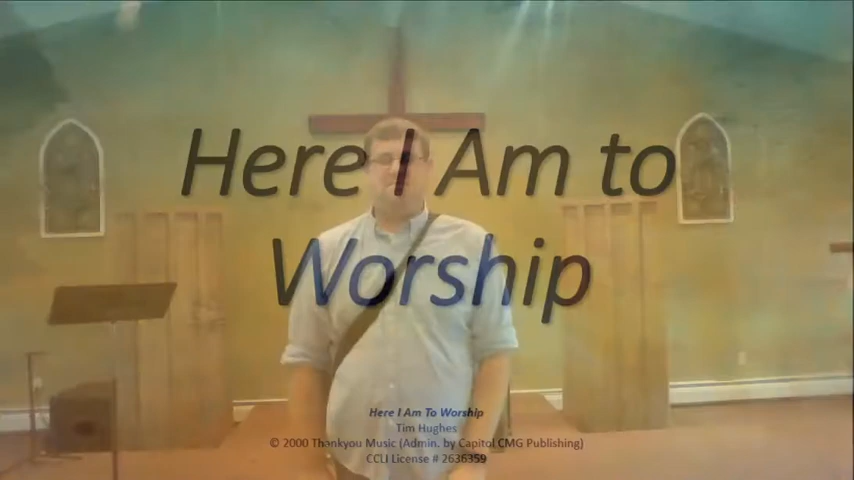 Here I Am to
Worship
Here I Am To Worship
Tim Hughes
© 2000 Thankyou Music (Admin. by Capitol CMG Publishing)
CCLI License # 2636359